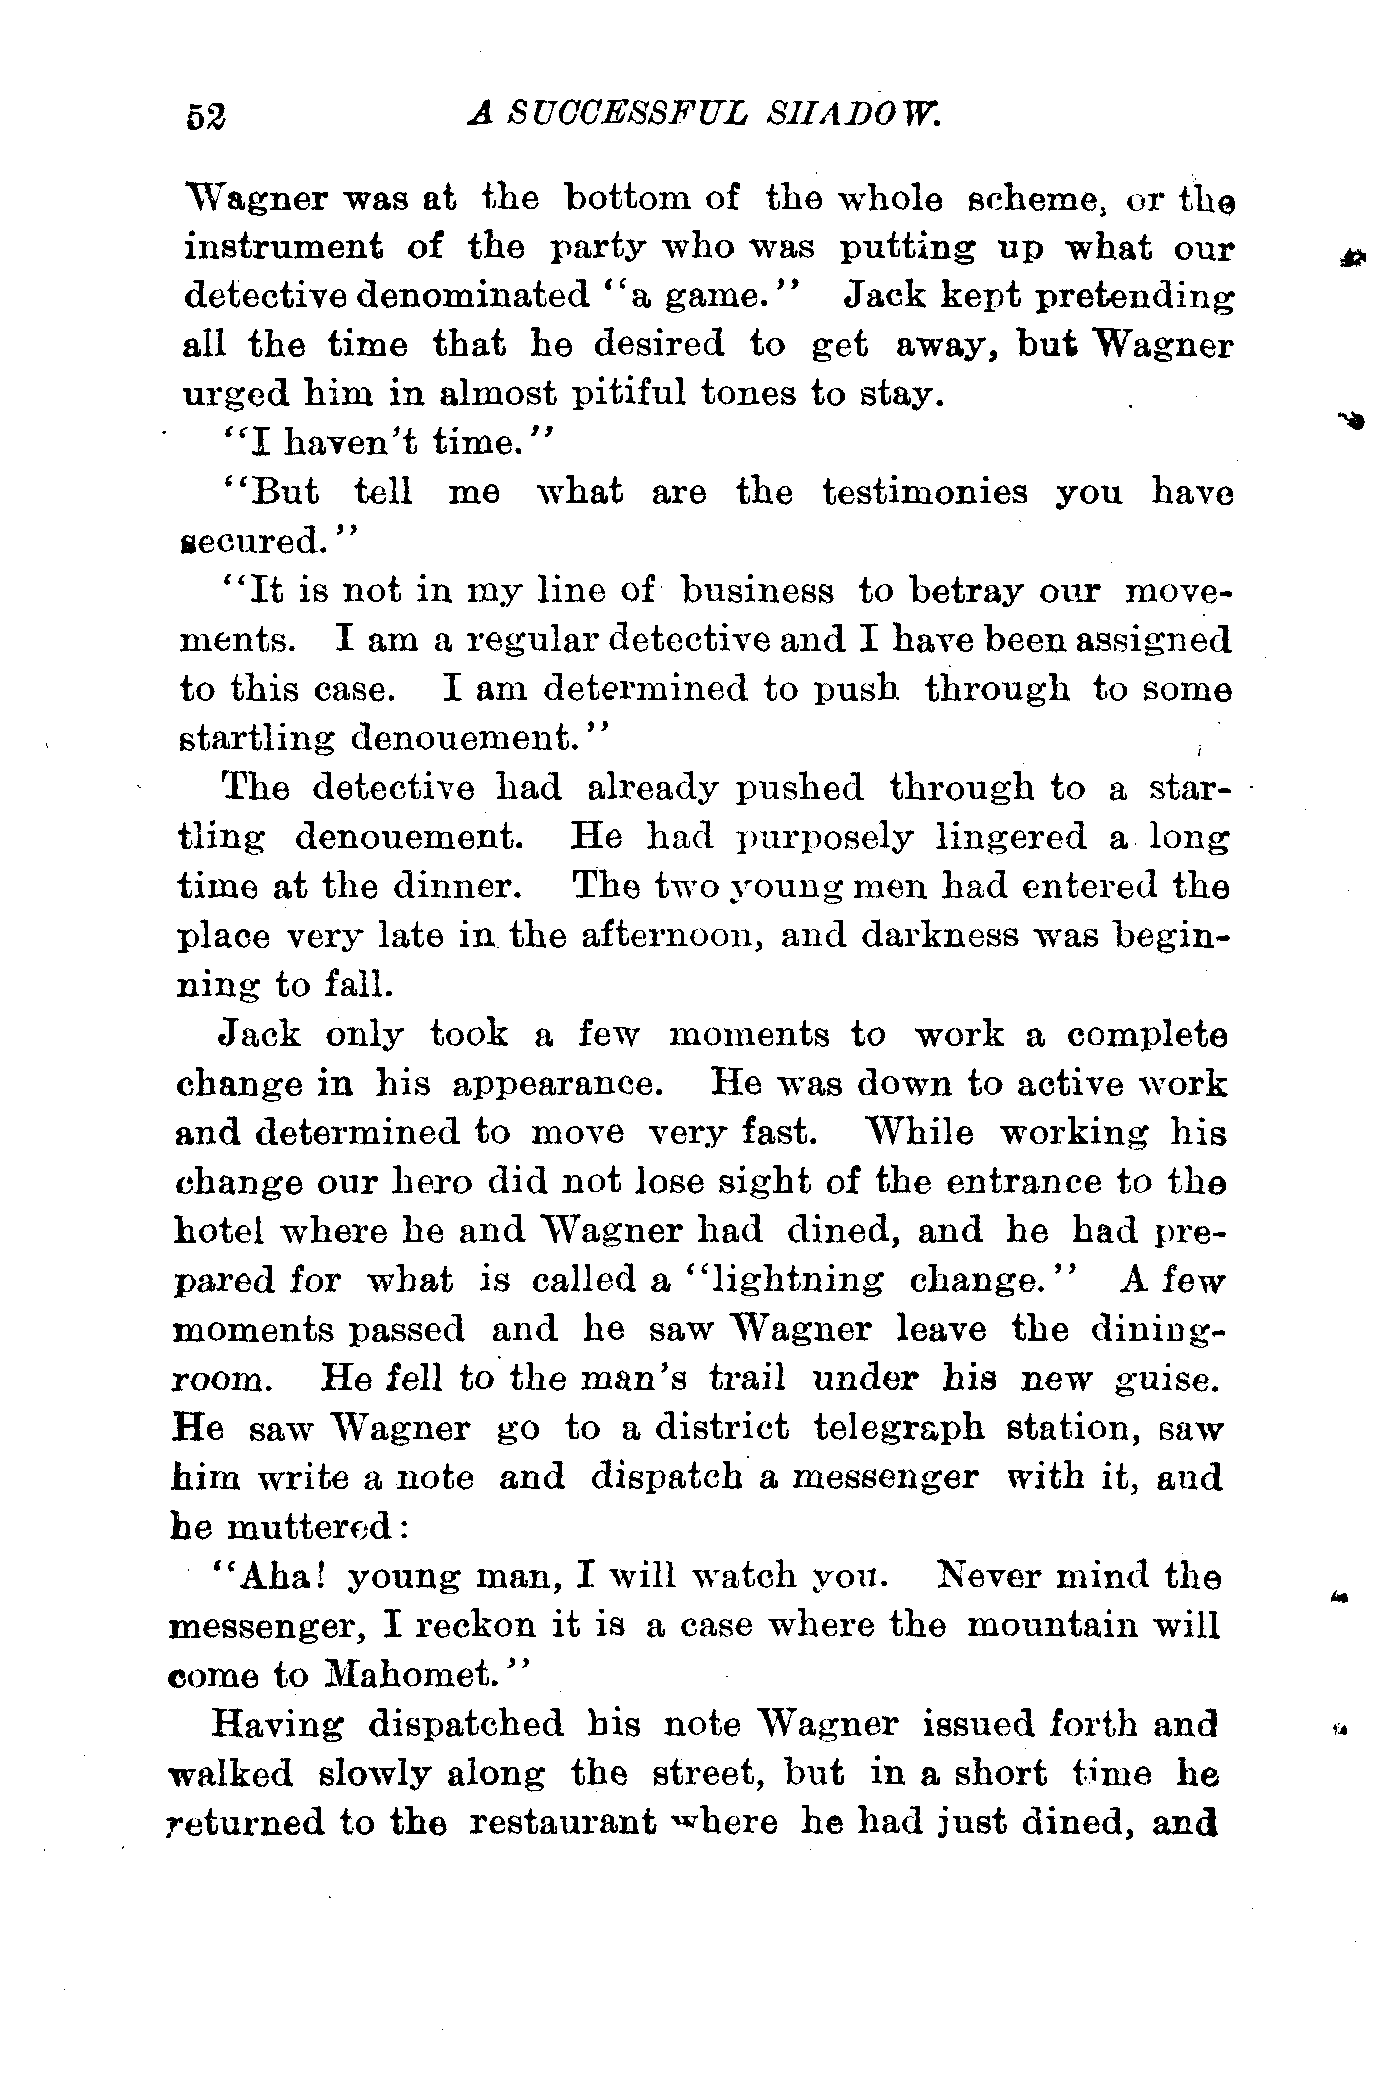 52 A SUCCESSFUL SHADOW.
Wagner was at the bottom of the whole scheme, or the
instrument of the party who was putting up what our
detective denominated "a game." Jack kept pretending
all the time that he desired to get away, but Wagner
urged him in almost pitiful tones to stay.
"I haven't time."
"But tell me what are the testimonies you have
secured."
"It is not in my line of business to betray our move-
ments. I am a regular detective and I have been assigned
to this case. I am determined to push through to some
startling denouement."
The detective had already pushed through to a star-
tling denouement. He had purposely lingered a long
time at the dinner. The two young men had entered the
place very late in the afternoon, and darkness was begin-
ning to fall.
Jack only took a few moments to work a complete
change in his appearance. He was down to active work
and determined to move very fast. While working his
change our hero did not lose sight of the entrance to the
hotel where he and Wagner had dined, and he had pre-
pared for what is called a "lightning change." A few
moments passed and he saw Wagner leave the dining-
room. He fell to the man's trail under his new guise.
He saw Wagner go to a district telegraph station, saw
him write a note and dispatch a messenger with it, and
he muttered:
"Aha! young man, I will watch you. Never mind the
messenger, I reckon it is a case where the mountain will
come to Mahomet."
Having dispatched his note Wagner issued forth and
walked slowly along the street, but in a short time he
returned to the restaurant where he had just dined, and